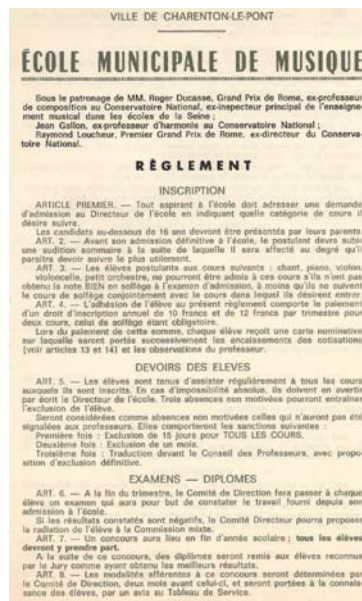 VILLE DE CHARENTON-LE-PONT
ÉCOLE MUNICIPALE DE MUSIQUE
Sous le patronage de MM. Roger Ducasse, Grand Prix de Rome, ex-professeur
de composition au Conservatoire National, ex-inspecteur principal de l'enseigne-
ment musical dans les écoles de la Seine ;
Jean Gallon, ex-professeur d'harmonie au Conservatoire National ;
Raymond Loucheur, Premier Grand Prix de Rome, ex-directeur du Conserva-
toire National.
RÈGLEMENT
INSCRIPTION
ARTICLE PREMIER. — Tout aspirant à l'école doit adresser une demande
d'admission au Directeur de l'école en indiquant quelle catégorie de cours il
désire suivre.
Les candidats au-dessous de 16 ans devront être présentés par leurs parents.
ART. 2. — Avant son admission définitive à l'école, le postulant devra subir
une audition sommaire à la suite de laquelle il sera affecté au degré qu'il
paraîtra devoir suivre le plus utilement.
ART. 3. — Les élèves postulants aux cours suivants : chant, piano, violon,
violoncelle, petit orchestre, ne pourront être admis à ces cours s'ils n'ont pas
obtenu la note BIEN en solfège à l'examen d'admission, à moins qu'ils ne suivent
le cours de solfège conjointement avec le cours dans lequel ils désirent entrer.
ART. 4. — L'adhésion de l'élève au présent règlement comporte le paiement
d'un droit d'inscription annuel de 10 francs et de 12 francs par trimestre pour
deux cours, celui de solfège étant obligatoire.
Lors du paiement de cette somme, chaque élève reçoit une carte nominative
sur laquelle seront portés successivement les encaissements des cotisations
(voir articles 13 et 14) et les observations du professeur.
DEVOIRS DES ELEVES
ART. 5. — Les élèves sont tenus d'assister régulièrement à tous les cours
auxquels ils sont inscrits. En cas d'impossibilité absolue, ils doivent en avertir
par écrit le Directeur de l'école. Trois absences non motivées pourront entraîner
l'exclusion de l'élève.
Seront considérées comme absences non motivées celles qui n'auront pas été
signalées aux professeurs. Elles comporteront les sanctions suivantes :
Première fois : Exclusion de 15 jours pour TOUS LES COURS.
Deuxième fois : Exclusion de un mois.
Troisième fois : Traduction devant le Conseil des Professeurs, avec propo-
sition d'exclusion définitive.
EXAMENS — DIPLOMES
ART. 6. — A la fin du trimestre, le Comité de Direction fera passer à chaque
élève un examen qui aura pour but de constater le travail fourni depuis son
admission à l'école.
Si les résultats constatés sont négatifs, le Comité Directeur pourra proposer
la radiation de l'élève à la Commission mixte.
ART. 7. — Un concours aura lieu en fin d'année scolaire ; tous les élèves
devront y prendre part.
A la suite de ce concours, des diplômes seront remis aux élèves reconnus
par le Jury comme ayant obtenu les meilleurs résultats.
ART. 8. — Les modalités afférentes à ce concours seront déterminées par
le Comité de Direction, deux mois avant celui-ci, et seront portées à la connais-
sance des élèves, par un avis au Tableau de Service.